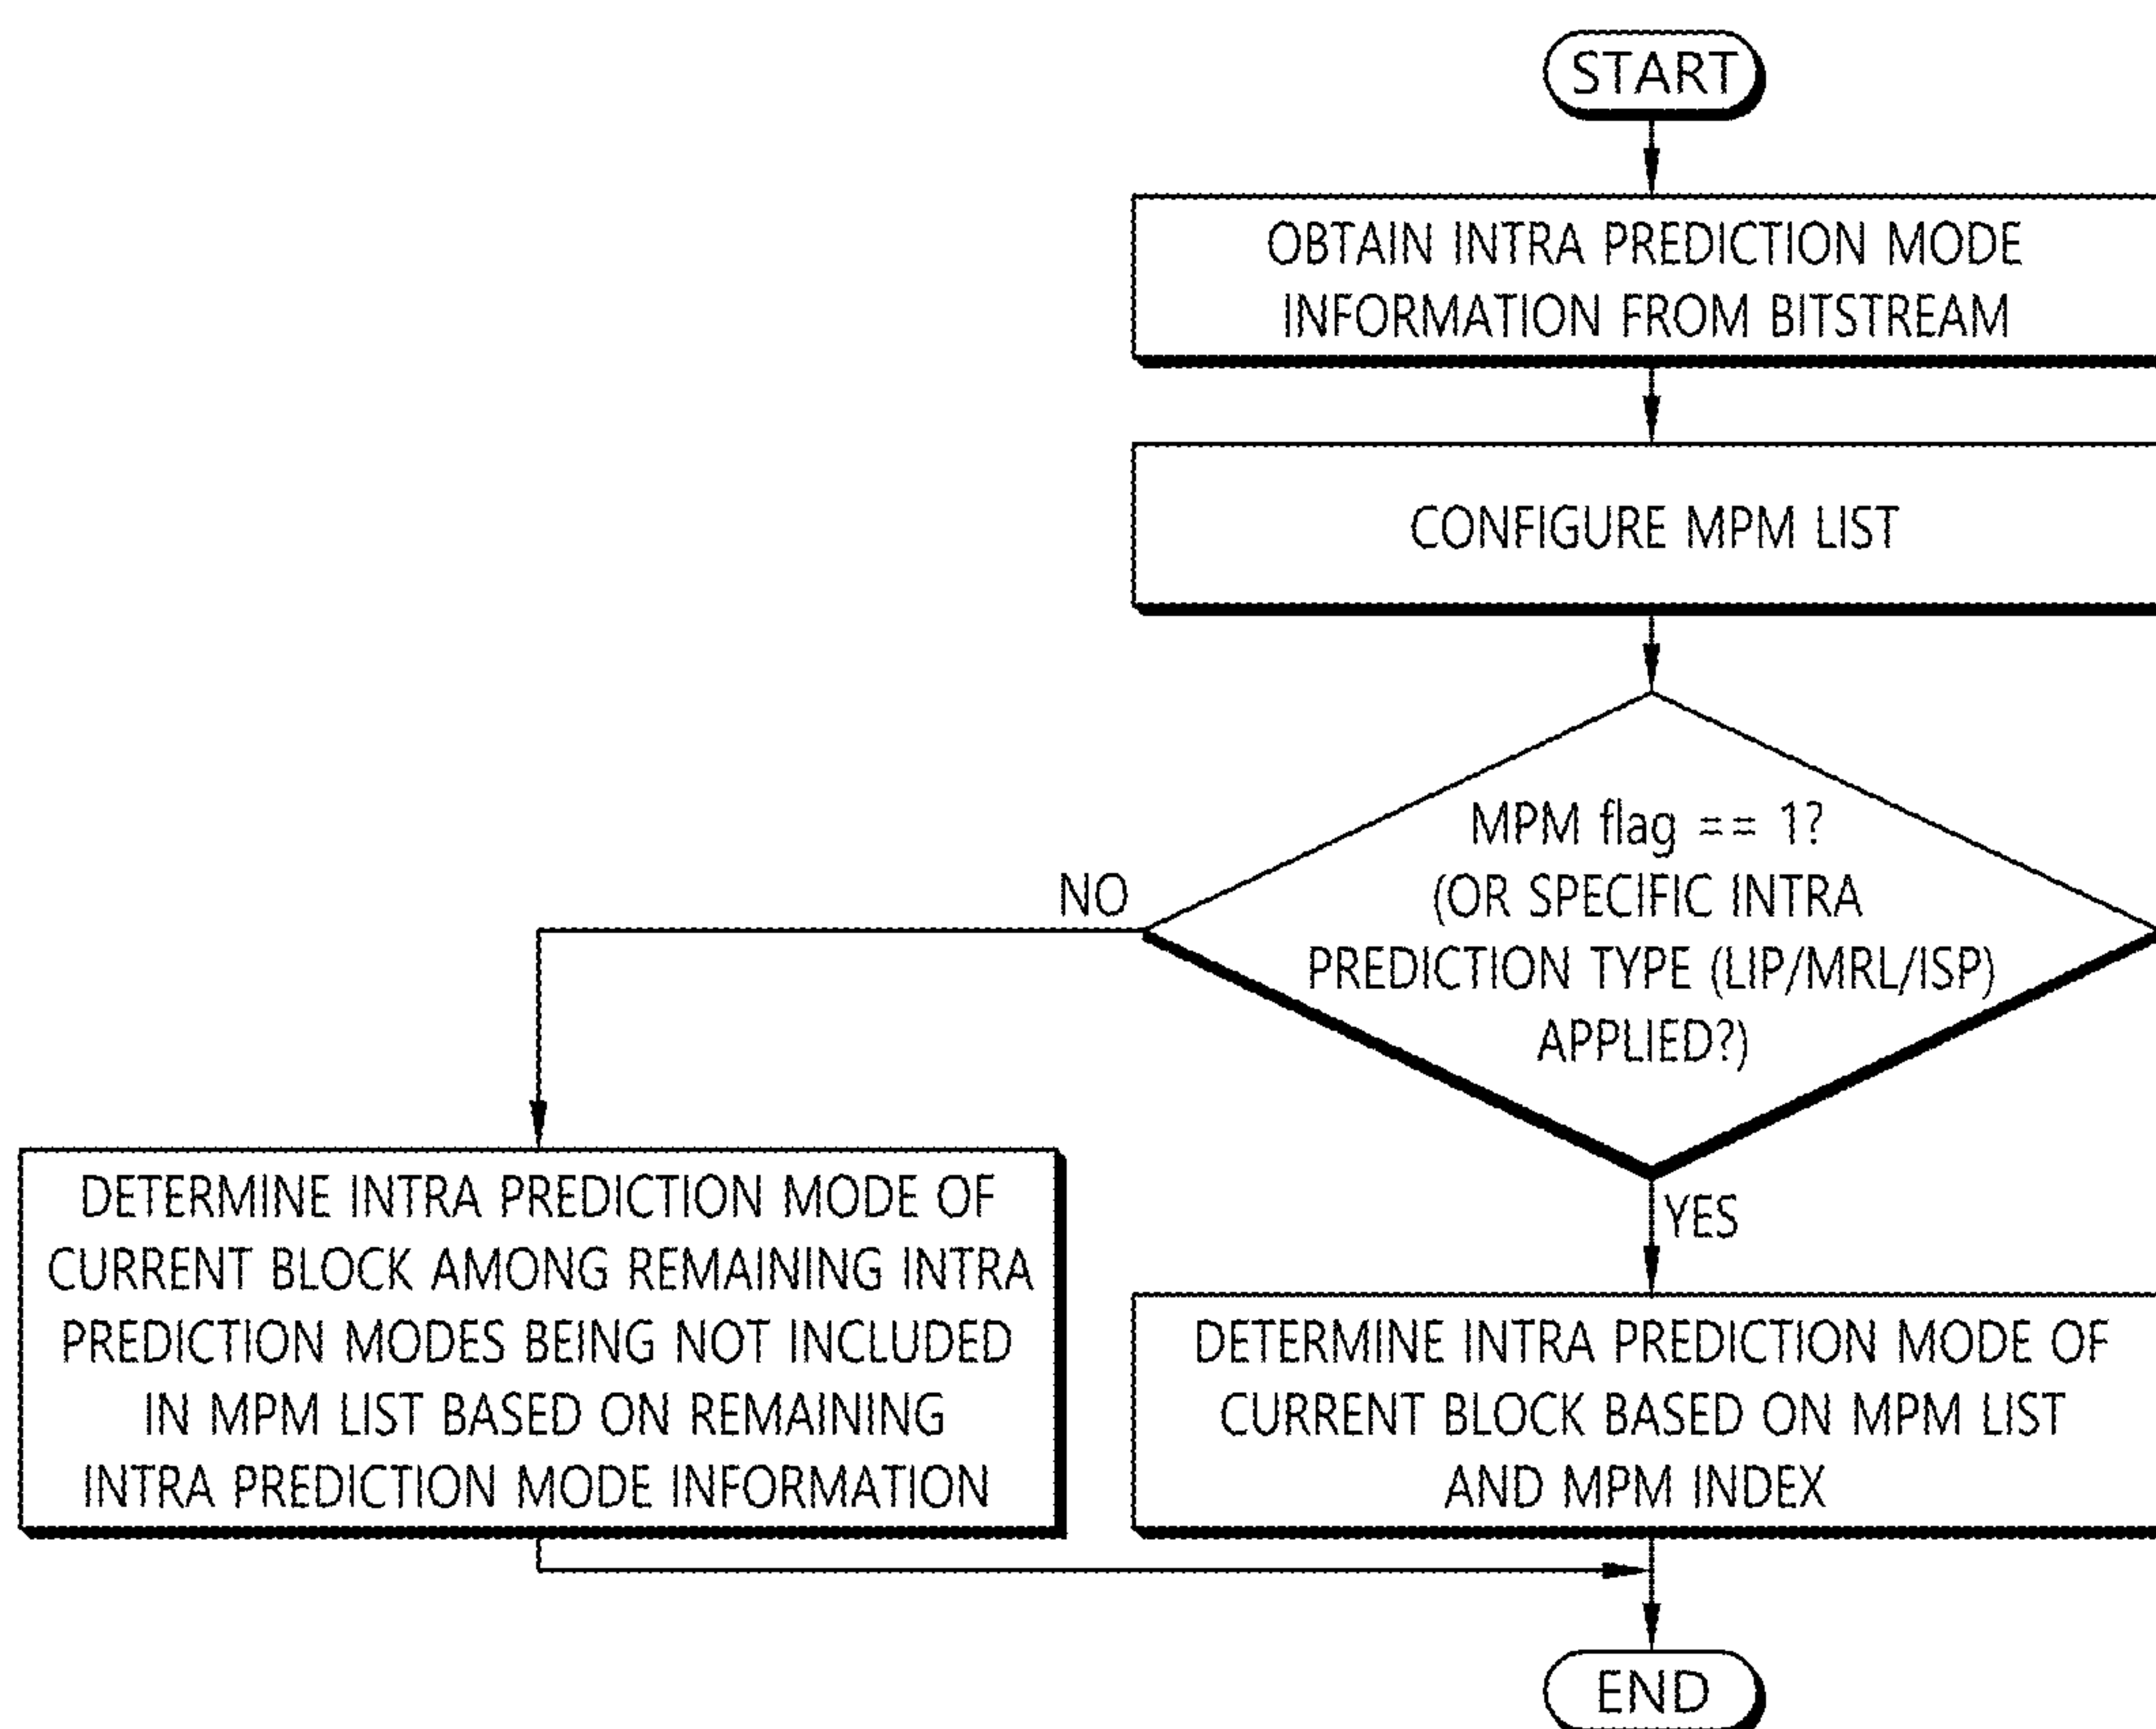 START
OBTAIN INTRA PREDICTION MODE
INFORMATION FROM BITSTREAM
CONFIGURE MPM LIST
MPM flag == 1?
(OR SPECIFIC INTRA
PREDICTION TYPE (LIP/MRL/ISP)
APPLIED?)
NO
YES
DETERMINE INTRA PREDICTION MODE OF
CURRENT BLOCK AMONG REMAINING INTRA
PREDICTION MODES BEING NOT INCLUDED
IN MPM LIST BASED ON REMAINING
INTRA PREDICTION MODE INFORMATION
DETERMINE INTRA PREDICTION MODE OF
CURRENT BLOCK BASED ON MPM LIST
AND MPM INDEX
END